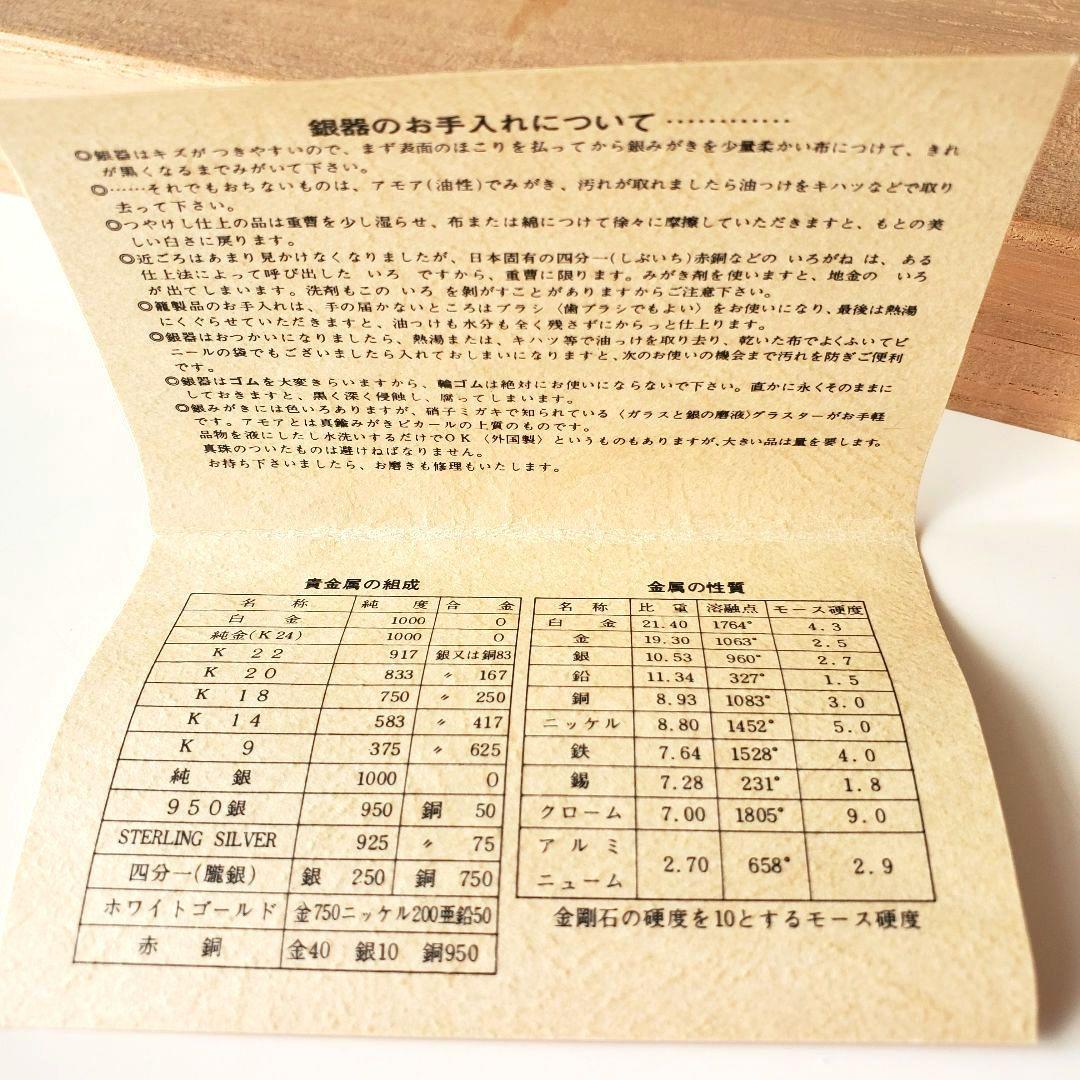 銀器のお手入れについて…………
◎銀器はキズがつきやすいので、まず表面のほこりを払ってから銀みがきを少量柔かい布につけて、きれ
が黒くなるまでみがいて下さい。
◎……それでもおちないものは、アモア(油性)でみがき、汚れが取れましたら油っけをキハツなどで取り
去って下さい。
◎つやけし仕上の品は重曹を少し湿らせ、布または綿につけて徐々に摩擦していただきますと、もとの美
しい白さに戻ります。
◎近ごろはあまり見かけなくなりましたが、日本固有の四分一(しぶいち)赤銅などの いろがね は、ある
仕上法によって呼び出した いろ ですから、重曹に限ります。みがき剤を使いますと、地金の いろ
が出てしまいます。洗剤もこの いろ を剝がすことがありますからご注意下さい。
◎籠製品のお手入れは、手の届かないところはブラシ〈歯ブラシでもよい〉をお使いになり、最後は熱湯
にくぐらせていただきますと、油つけも水分も全く残さずにからっと仕上ります。
◎銀器はおつかいになりましたら、熱湯または、キハツ等で油っけを取り去り、乾いた布でよくふいてビ
ニールの袋でもございましたら入れておしまいになりますと、次のお使いの機会まで汚れを防ぎご便利
です。
◎銀器はゴムを大変きらいますから、輪ゴムは絶対にお使いにならないで下さい。直かに永くそのままに
しておきますと、黒く深く侵蝕し、腐ってしまいます。
◎銀みがきには色いろありますが、硝子ミガキで知られている〈ガラスと銀の磨液〉グラスターがお手軽
です。アモアとは真鍮みがきピカールの上質のものです。
品物を液にしたし水洗いするだけでOK〈外国製〉というものもありますが、大きい品は量を要します。
真珠のついたものは避けねばなりません。
お持ち下さいましたら、お磨きも修理もいたします。
貴金属の組成
名称 純度 合金
白金 1000 0
純金(K24) 1000 0
K 22 917 銀又は銅83
K 20 833 〃 167
K 18 750 〃 250
K 14 583 〃 417
K 9 375 〃 625
純銀 1000 0
950銀 950 銅 50
STERLING SILVER 925 〃 75
四分一(朧銀) 銀 250 銅 750
ホワイトゴールド 金750ニッケル200亜鉛50
赤銅 金40 銀10 銅950
金属の性質
名称 比重 溶融点 モース硬度
白金 21.40 1764° 4.3
金 19.30 1063° 2.5
銀 10.53 960° 2.7
鉛 11.34 327° 1.5
銅 8.93 1083° 3.0
ニッケル 8.80 1452° 5.0
鉄 7.64 1528° 4.0
錫 7.28 231° 1.8
クローム 7.00 1805° 9.0
アルミ
ニューム 2.70 658° 2.9
金剛石の硬度を10とするモース硬度